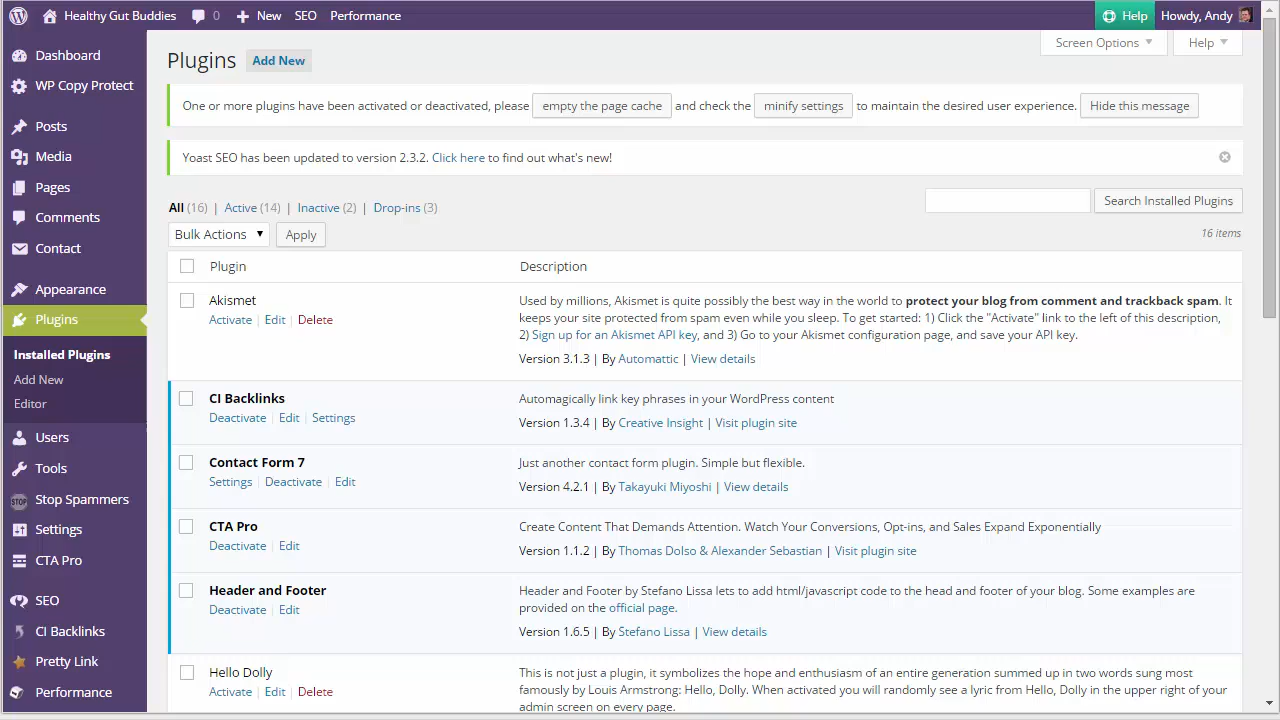 Healthy Gut Buddies 0 New SEO Performance Help Howdy, Andy
Dashboard
WP Copy Protect
Posts
Media
Pages
Comments
Contact
Appearance
Plugins
Installed Plugins
Add New
Editor
Users
Tools
STOP Stop Spammers
Settings
CTA Pro
SEO
CI Backlinks
Pretty Link
Performance
Screen Options Help
Plugins Add New
One or more plugins have been activated or deactivated, please empty the page cache and check the minify settings to maintain the desired user experience. Hide this message
Yoast SEO has been updated to version 2.3.2. Click here to find out what's new!
All (16) | Active (14) | Inactive (2) | Drop-ins (3)
Search Installed Plugins
Bulk Actions Apply
16 items
Plugin Description
Akismet
Activate | Edit | Delete
Used by millions, Akismet is quite possibly the best way in the world to protect your blog from comment and trackback spam. It
keeps your site protected from spam even while you sleep. To get started: 1) Click the "Activate" link to the left of this description,
2) Sign up for an Akismet API key, and 3) Go to your Akismet configuration page, and save your API key.
Version 3.1.3 | By Automattic | View details
CI Backlinks
Deactivate | Edit | Settings
Automagically link key phrases in your WordPress content
Version 1.3.4 | By Creative Insight | Visit plugin site
Contact Form 7
Settings | Deactivate | Edit
Just another contact form plugin. Simple but flexible.
Version 4.2.1 | By Takayuki Miyoshi | View details
CTA Pro
Deactivate | Edit
Create Content That Demands Attention. Watch Your Conversions, Opt-ins, and Sales Expand Exponentially
Version 1.1.2 | By Thomas Dolso & Alexander Sebastian | Visit plugin site
Header and Footer
Deactivate | Edit
Header and Footer by Stefano Lissa lets to add html/javascript code to the head and footer of your blog. Some examples are
provided on the official page.
Version 1.6.5 | By Stefano Lissa | View details
Hello Dolly
Activate | Edit | Delete
This is not just a plugin, it symbolizes the hope and enthusiasm of an entire generation summed up in two words sung most
famously by Louis Armstrong: Hello, Dolly. When activated you will randomly see a lyric from Hello, Dolly in the upper right of your
admin screen on every page.